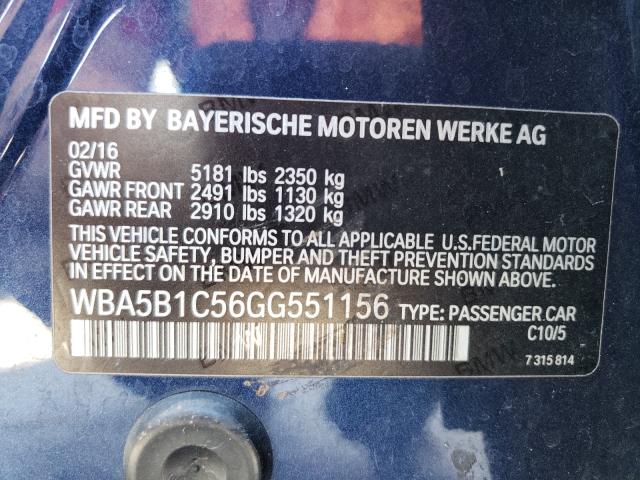 MFD BY BAYERISCHE MOTOREN WERKE AG
02/16
GVWR 5181 lbs 2350 kg
GAWR FRONT 2491 lbs 1130 kg
GAWR REAR 2910 lbs 1320 kg
THIS VEHICLE CONFORMS TO ALL APPLICABLE U.S.FEDERAL MOTOR
VEHICLE SAFETY, BUMPER AND THEFT PREVENTION STANDARDS
IN EFFECT ON THE DATE OF MANUFACTURE SHOWN ABOVE.
WBA5B1C56GG551156 TYPE: PASSENGER CAR
C10/5
7 315 814